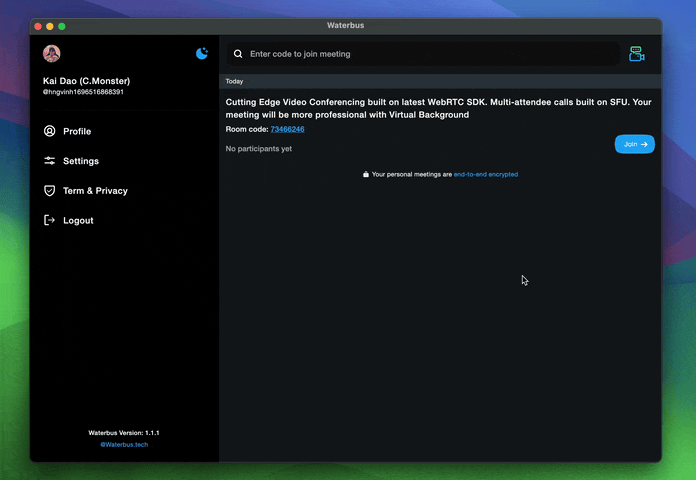 Waterbus
Kai Dao (C.Monster)
@hngvinh1696516868391
Profile
Settings
Term & Privacy
Logout
Waterbus Version: 1.1.1
@Waterbus.tech
Enter code to join meeting
Today
Cutting Edge Video Conferencing built on latest WebRTC SDK. Multi-attendee calls built on SFU. Your
meeting will be more professional with Virtual Background
Room code: 73466246
No participants yet
Join
Your personal meetings are end-to-end encrypted